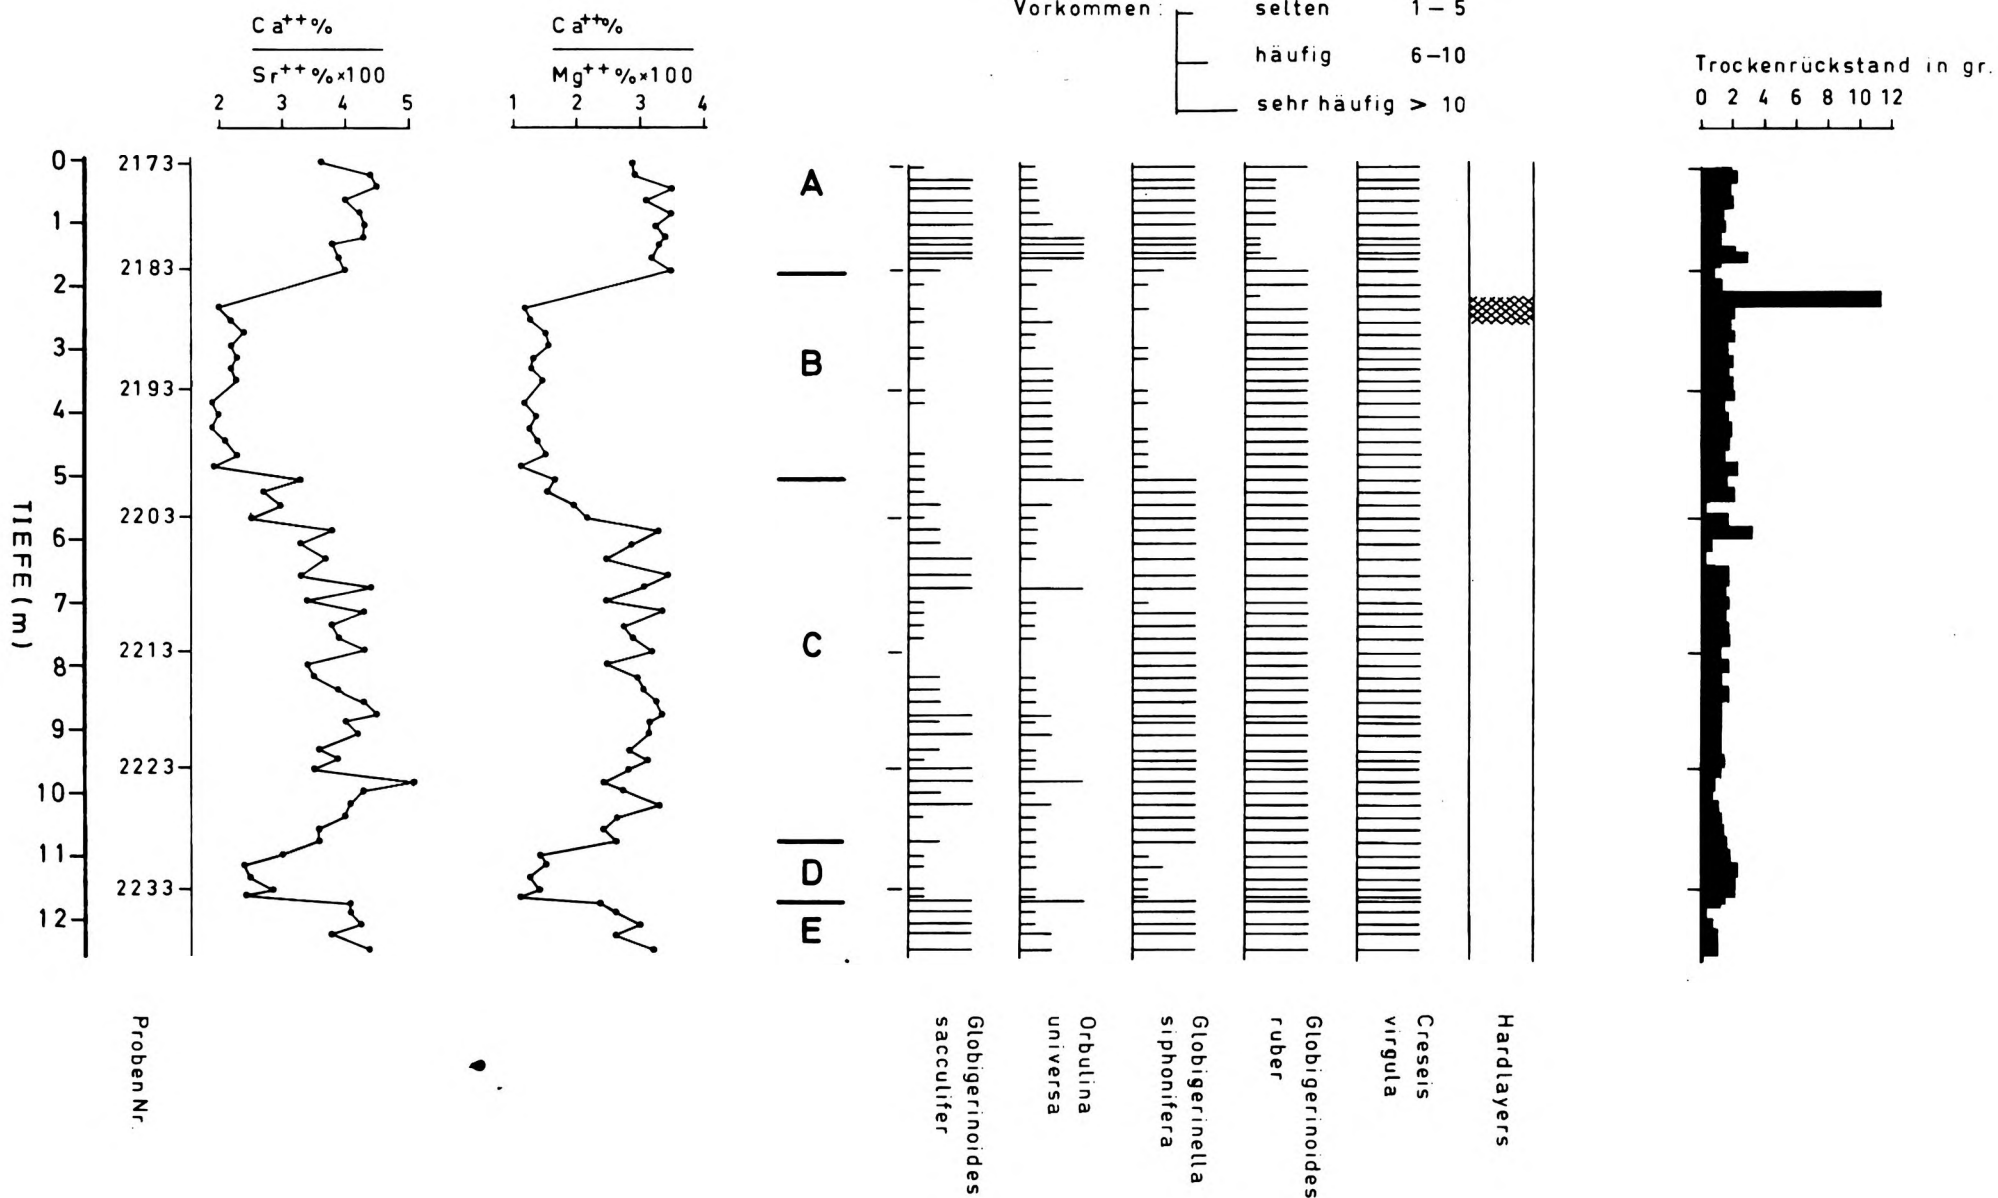 Ca++%
Sr++%×100
2 3 4 5
Ca++%
Mg++%×100
1 2 3 4
Vorkommen:
selten 1–5
häufig 6–10
sehr häufig > 10
Trockenrückstand in gr.
0 2 4 6 8 10 12
TIEFE(m)
0
1
2
3
4
5
6
7
8
9
10
11
12
2173
2183
2193
2203
2213
2223
2233
A
B
C
D
E
Proben Nr.
Globigerinoides
sacculifer
Orbulina
universa
Globigerinella
siphonifera
Globigerinoides
ruber
Creseis
virgula
Hardlayers